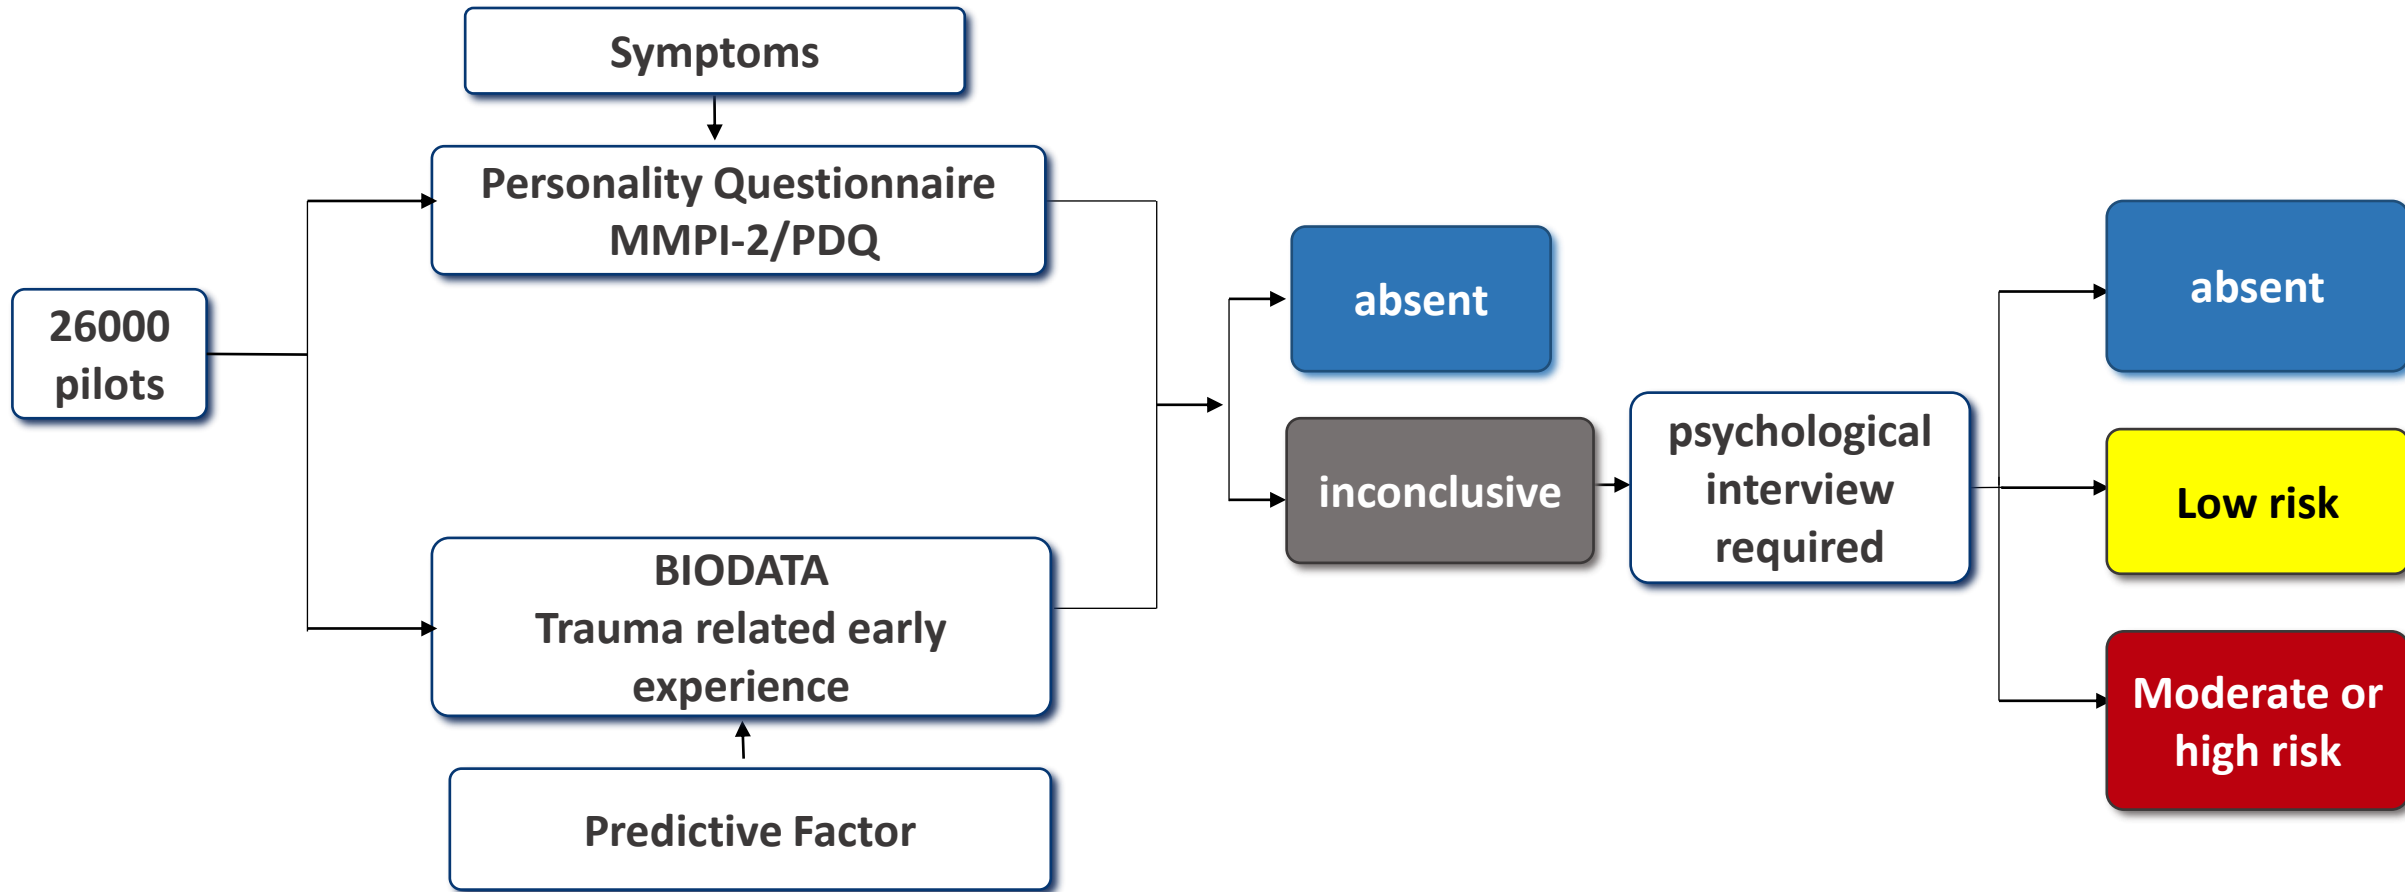 Symptoms
Personality Questionnaire
MMPI-2/PDQ
26000
pilots
BIODATA
Trauma related early
experience
Predictive Factor
absent
inconclusive
psychological
interview
required
absent
Low risk
Moderate or
high risk